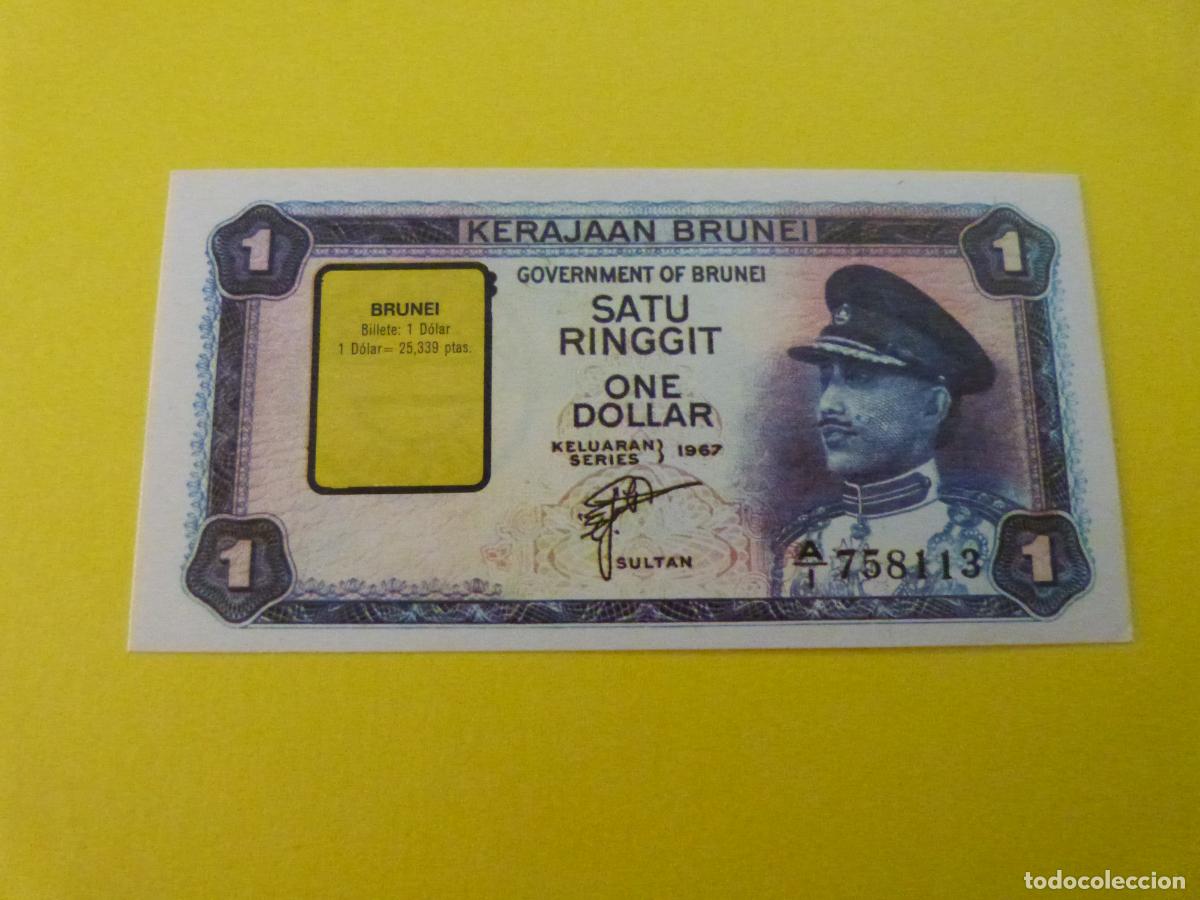 1
KERAJAAN BRUNEI
1
GOVERNMENT OF BRUNEI
SATU
RINGGIT
ONE
DOLLAR
KELUARAN } 1967
SERIES
SULTAN
BRUNEI
Billete: 1 Dólar
1 Dólar= 25,339 ptas.
A/1 758113
1
1
todocoleccion